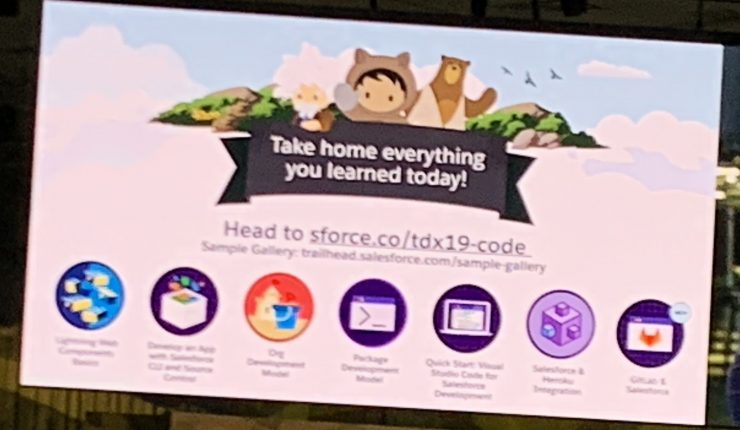 Take home everything
you learned today!
Head to sforce.co/tdx19-code
Sample Gallery: trailhead.salesforce.com/sample-gallery
Lightning Web
Components
Basics
Develop an App
with Salesforce
CLI and Source
Control
Org
Development
Model
Package
Development
Model
Quick Start: Visual
Studio Code for
Salesforce
Development
Salesforce &
Heroku
Integration
GitLab &
Salesforce